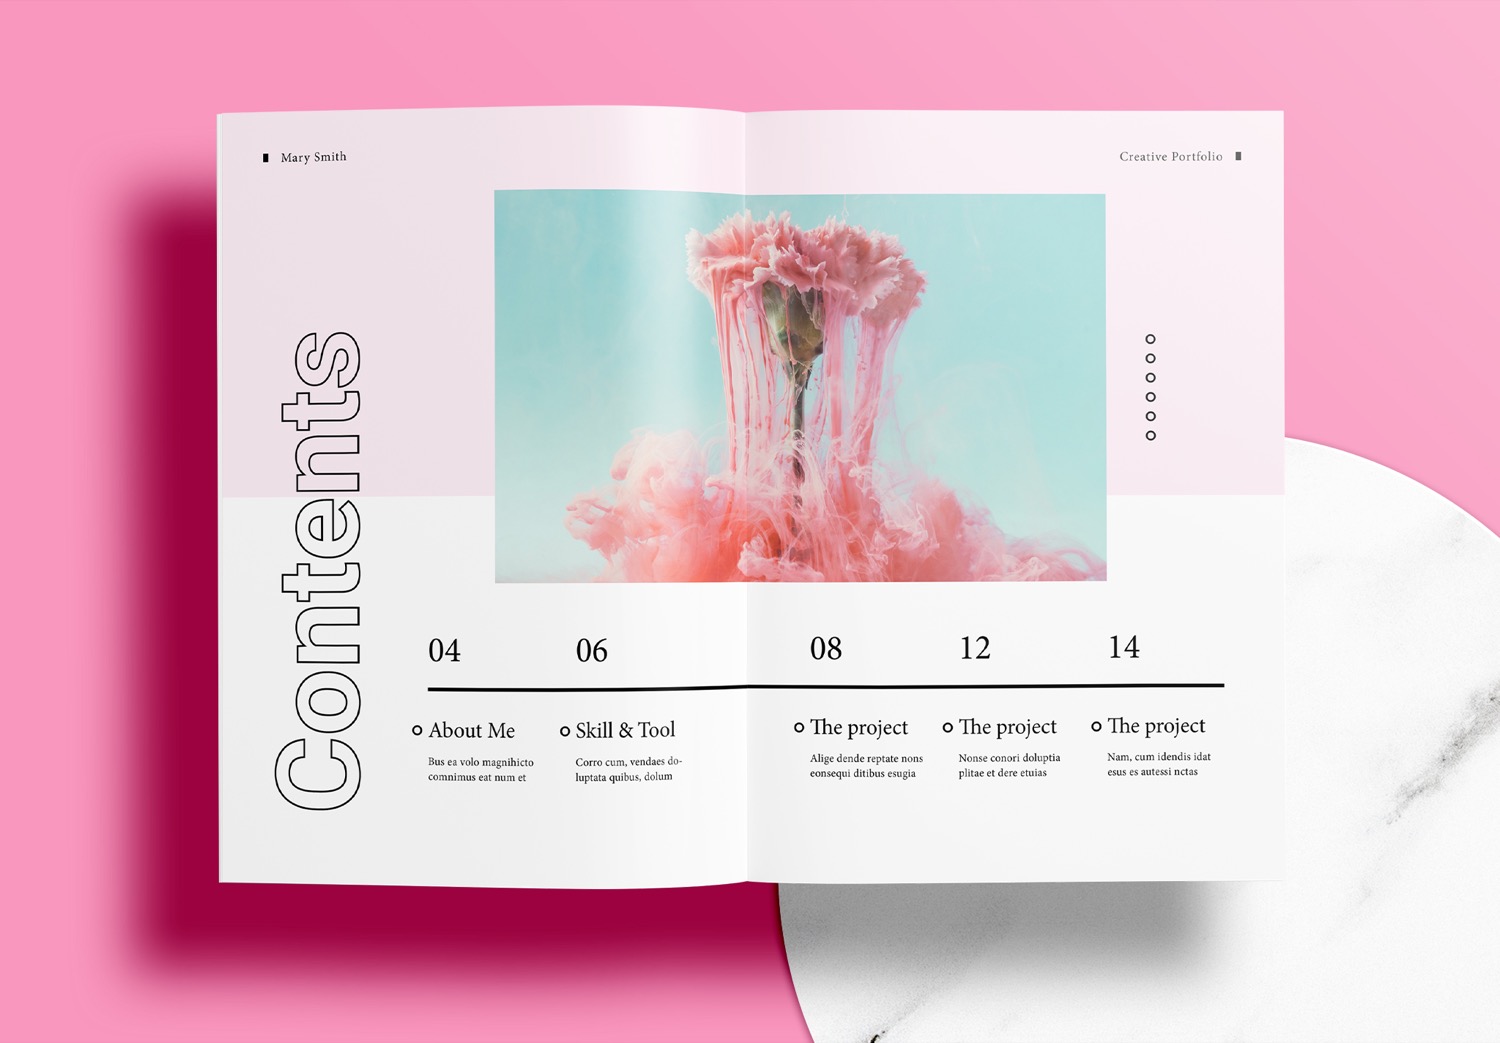 Mary Smith
Creative Portfolio
Contents
04
About Me
Bus ea volo magnihicto
comnimus eat num et
06
Skill & Tool
Corro cum, vendaes do-
luptata quibus, dolum
08
The project
Alige dende reptate nons
eonsequi ditibus esugia
12
The project
Nonse conori doluptia
plitae et dere etuias
14
The project
Nam, cum idendis idat
esus es autessi nctas